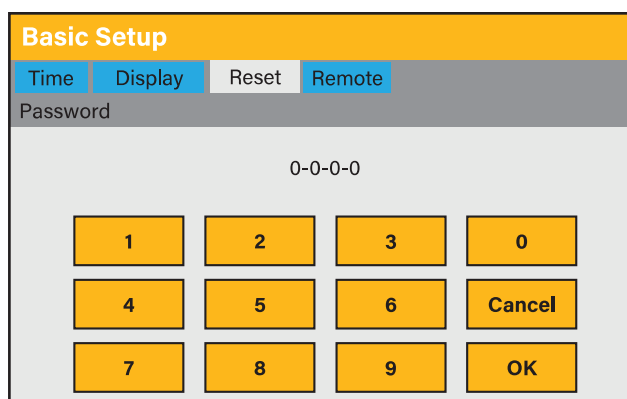 Basic Setup
Time Display Reset Remote
Password
0-0-0-0
1 2 3 0
4 5 6 Cancel
7 8 9 OK